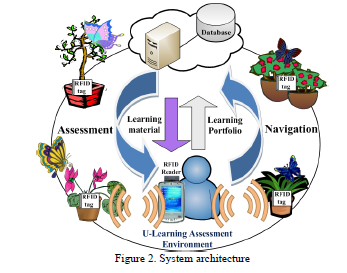 Database
RFID
tag
RFID
tag
Assessment
Learning
material
Learning
Portfolio
Navigation
RFID
Reader
RFID
tag
RFID
tag
U-Learning Assessment
Environment
Figure 2. System architecture